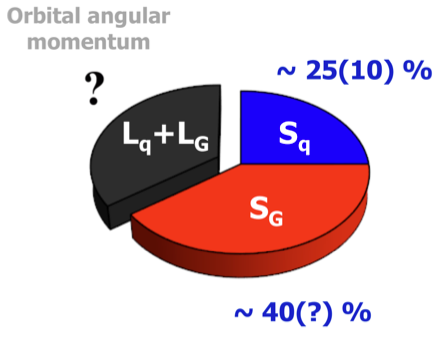 Orbital angular
momentum
~ 25(10) %
?
Lq+LG
Sq
SG
~ 40(?) %